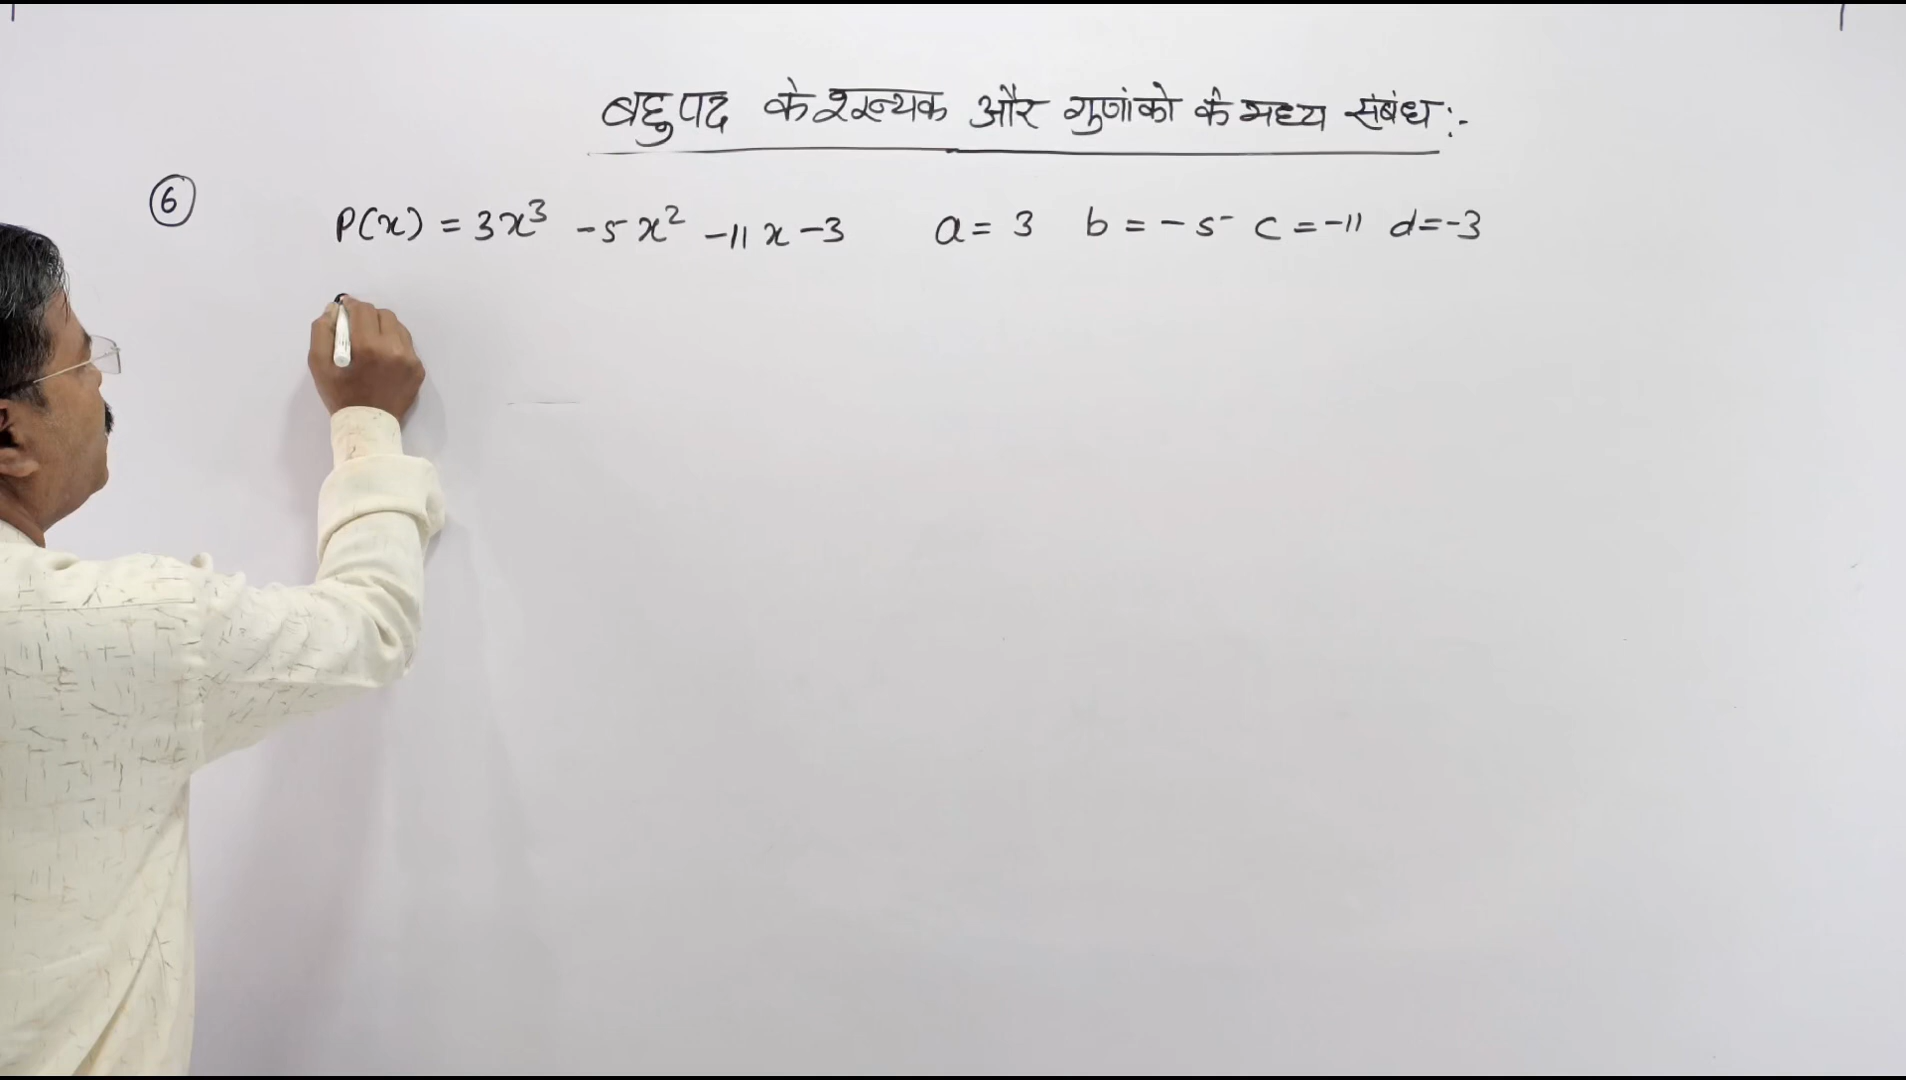 बहुपद के शून्यक और गुणांको के मध्य संबंध :-
⑥ P(x) = 3x³ -5x² -11x -3 a = 3 b = -5 c = -11 d = -3